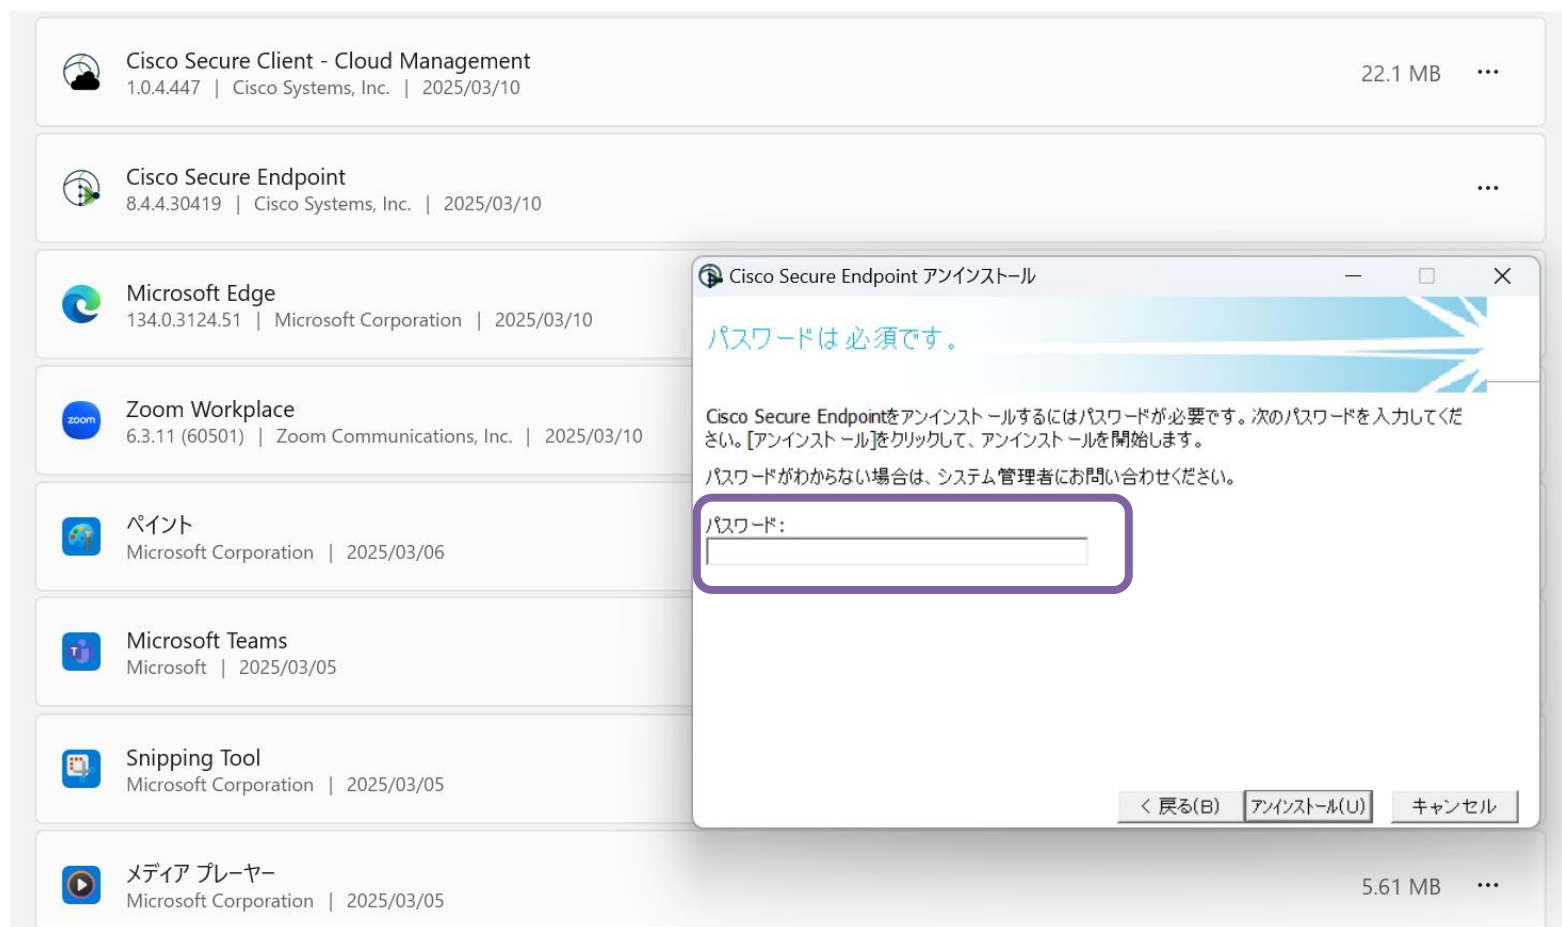 Cisco Secure Client - Cloud Management
1.0.4.447 | Cisco Systems, Inc. | 2025/03/10
22.1 MB
Cisco Secure Endpoint
8.4.4.30419 | Cisco Systems, Inc. | 2025/03/10
Microsoft Edge
134.0.3124.51 | Microsoft Corporation | 2025/03/10
zoom
Zoom Workplace
6.3.11 (60501) | Zoom Communications, Inc. | 2025/03/10
ペイント
Microsoft Corporation | 2025/03/06
Microsoft Teams
Microsoft | 2025/03/05
Snipping Tool
Microsoft Corporation | 2025/03/05
メディア プレーヤー
Microsoft Corporation | 2025/03/05
5.61 MB
Cisco Secure Endpoint アンインストール
パスワードは必須です。
Cisco Secure Endpointをアンインストールするにはパスワードが必要です。次のパスワードを入力してくだ
さい。[アンインストール]をクリックして、アンインストールを開始します。
パスワードがわからない場合は、システム管理者にお問い合わせください。
パスワード:
< 戻る(B)
アンインストール(U)
キャンセル